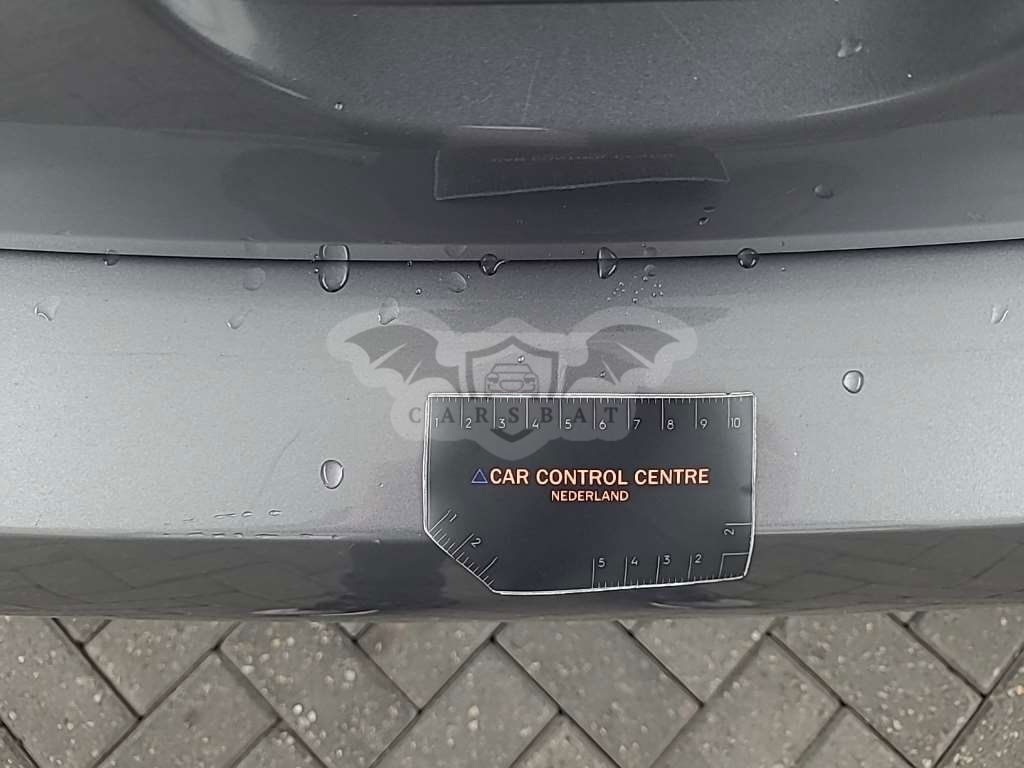 CARSBAT
1 2 3 4 5 6 7 8 9 10
△CAR CONTROL CENTRE
NEDERLAND
1
2
2
5 4 3 2